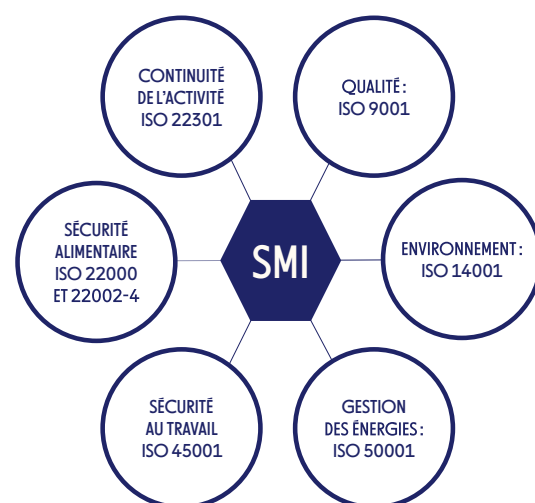 CONTINUITÉ
DE L'ACTIVITÉ
ISO 22301
QUALITÉ :
ISO 9001
SÉCURITÉ
ALIMENTAIRE
ISO 22000
ET 22002-4
SMI
ENVIRONNEMENT :
ISO 14001
SÉCURITÉ
AU TRAVAIL
ISO 45001
GESTION
DES ÉNERGIES :
ISO 50001